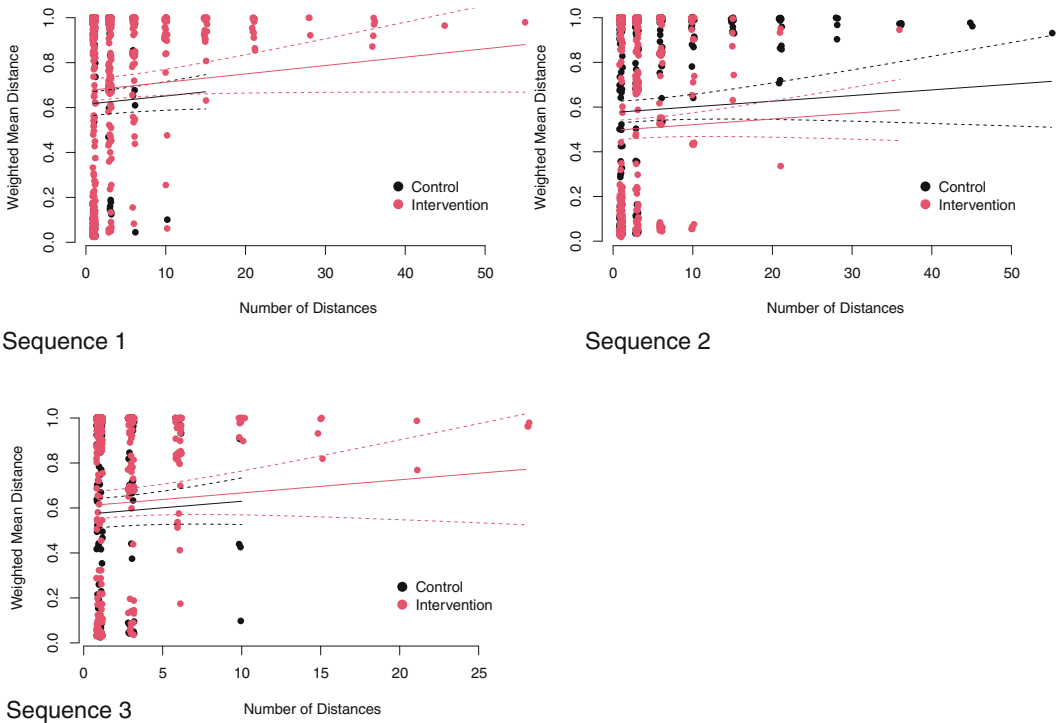 Weighted Mean Distance
0.0 0.2 0.4 0.6 0.8 1.0
Control
Intervention
0 10 20 30 40 50
Number of Distances
Sequence 1
Weighted Mean Distance
0.0 0.2 0.4 0.6 0.8 1.0
Control
Intervention
0 10 20 30 40 50
Number of Distances
Sequence 2
Weighted Mean Distance
0.0 0.2 0.4 0.6 0.8 1.0
Control
Intervention
0 5 10 15 20 25
Number of Distances
Sequence 3